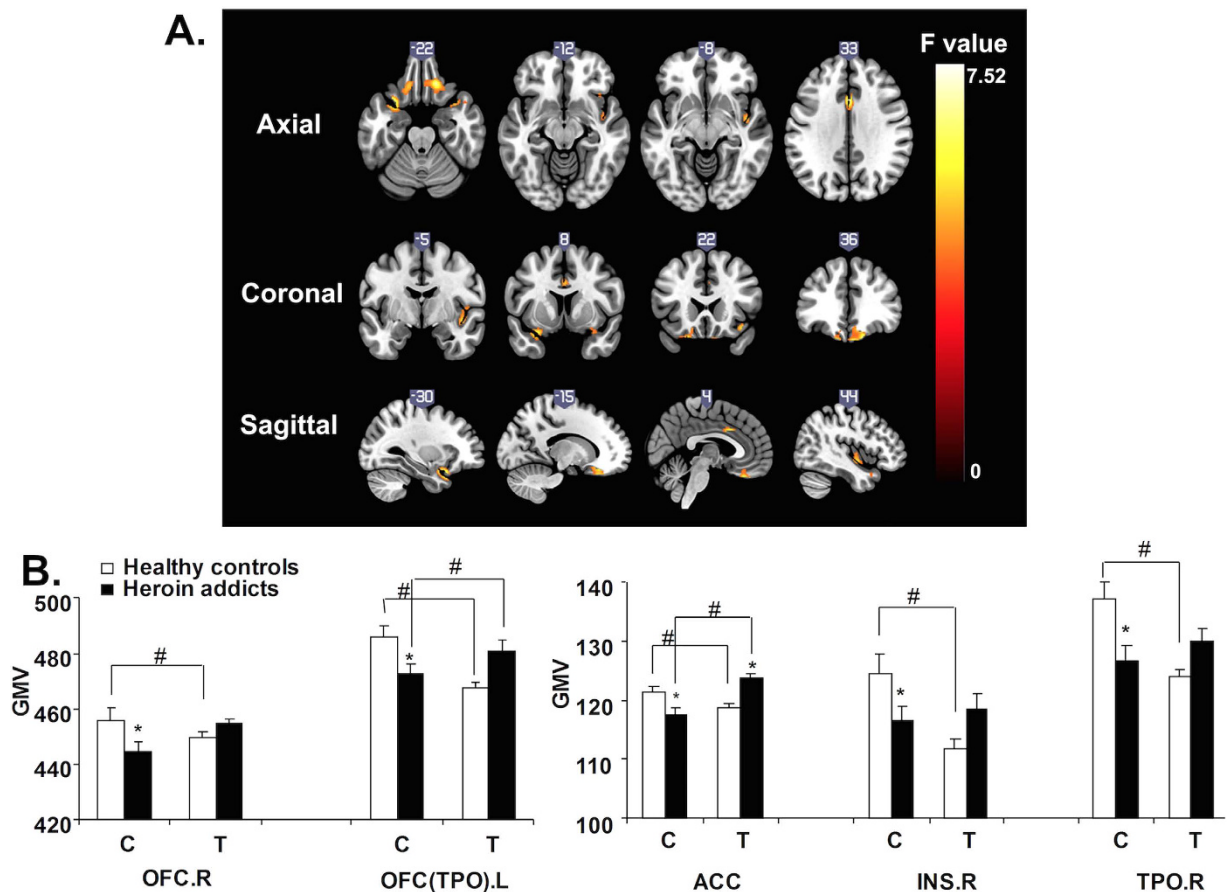 A.
F value
-22 -12 -8 33
7.52
Axial
-5 8 22 36
Coronal
-30 -15 4 44
Sagittal
0
B.
Healthy controls
Heroin addicts
500
480
460
440
420
GMV
#
*
#
#
*
C T C T
OFC.R OFC(TPO).L
140
130
120
110
100
GMV
#
#
*
*
#
*
#
*
C T C T C T
ACC INS.R TPO.R